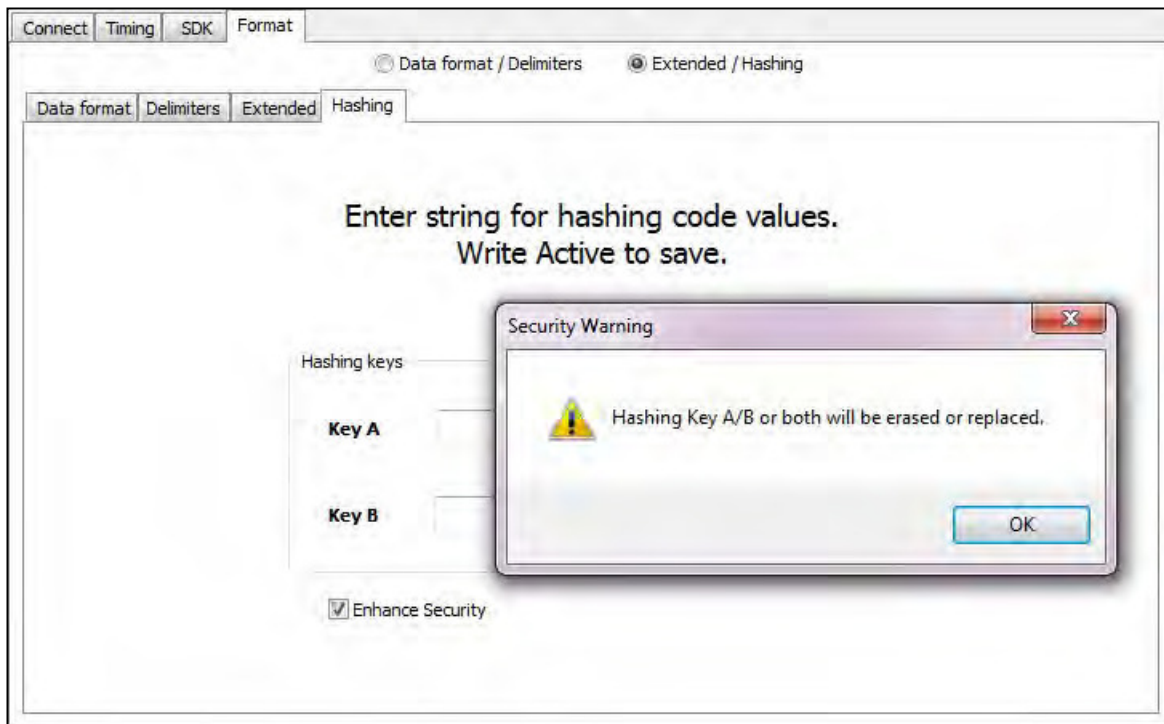 Connect Timing SDK Format
Data format / Delimiters Extended / Hashing
Data format Delimiters Extended Hashing
Enter string for hashing code values.
Write Active to save.
Security Warning
Hashing keys
Hashing Key A/B or both will be erased or replaced.
Key A
Key B
OK
Enhance Security